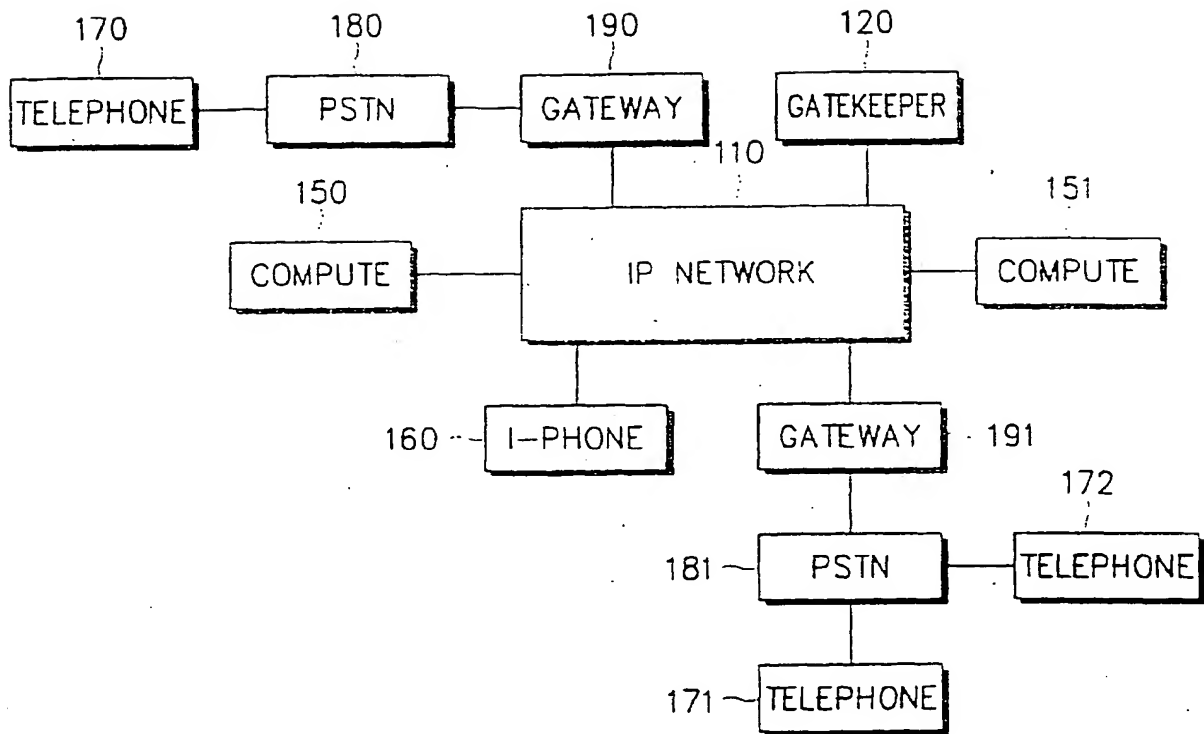 170 180 190 120
TELEPHONE PSTN GATEWAY GATEKEEPER
110
150 151
COMPUTE IP NETWORK COMPUTE
160 I-PHONE GATEWAY 191
172
181 PSTN TELEPHONE
171 TELEPHONE